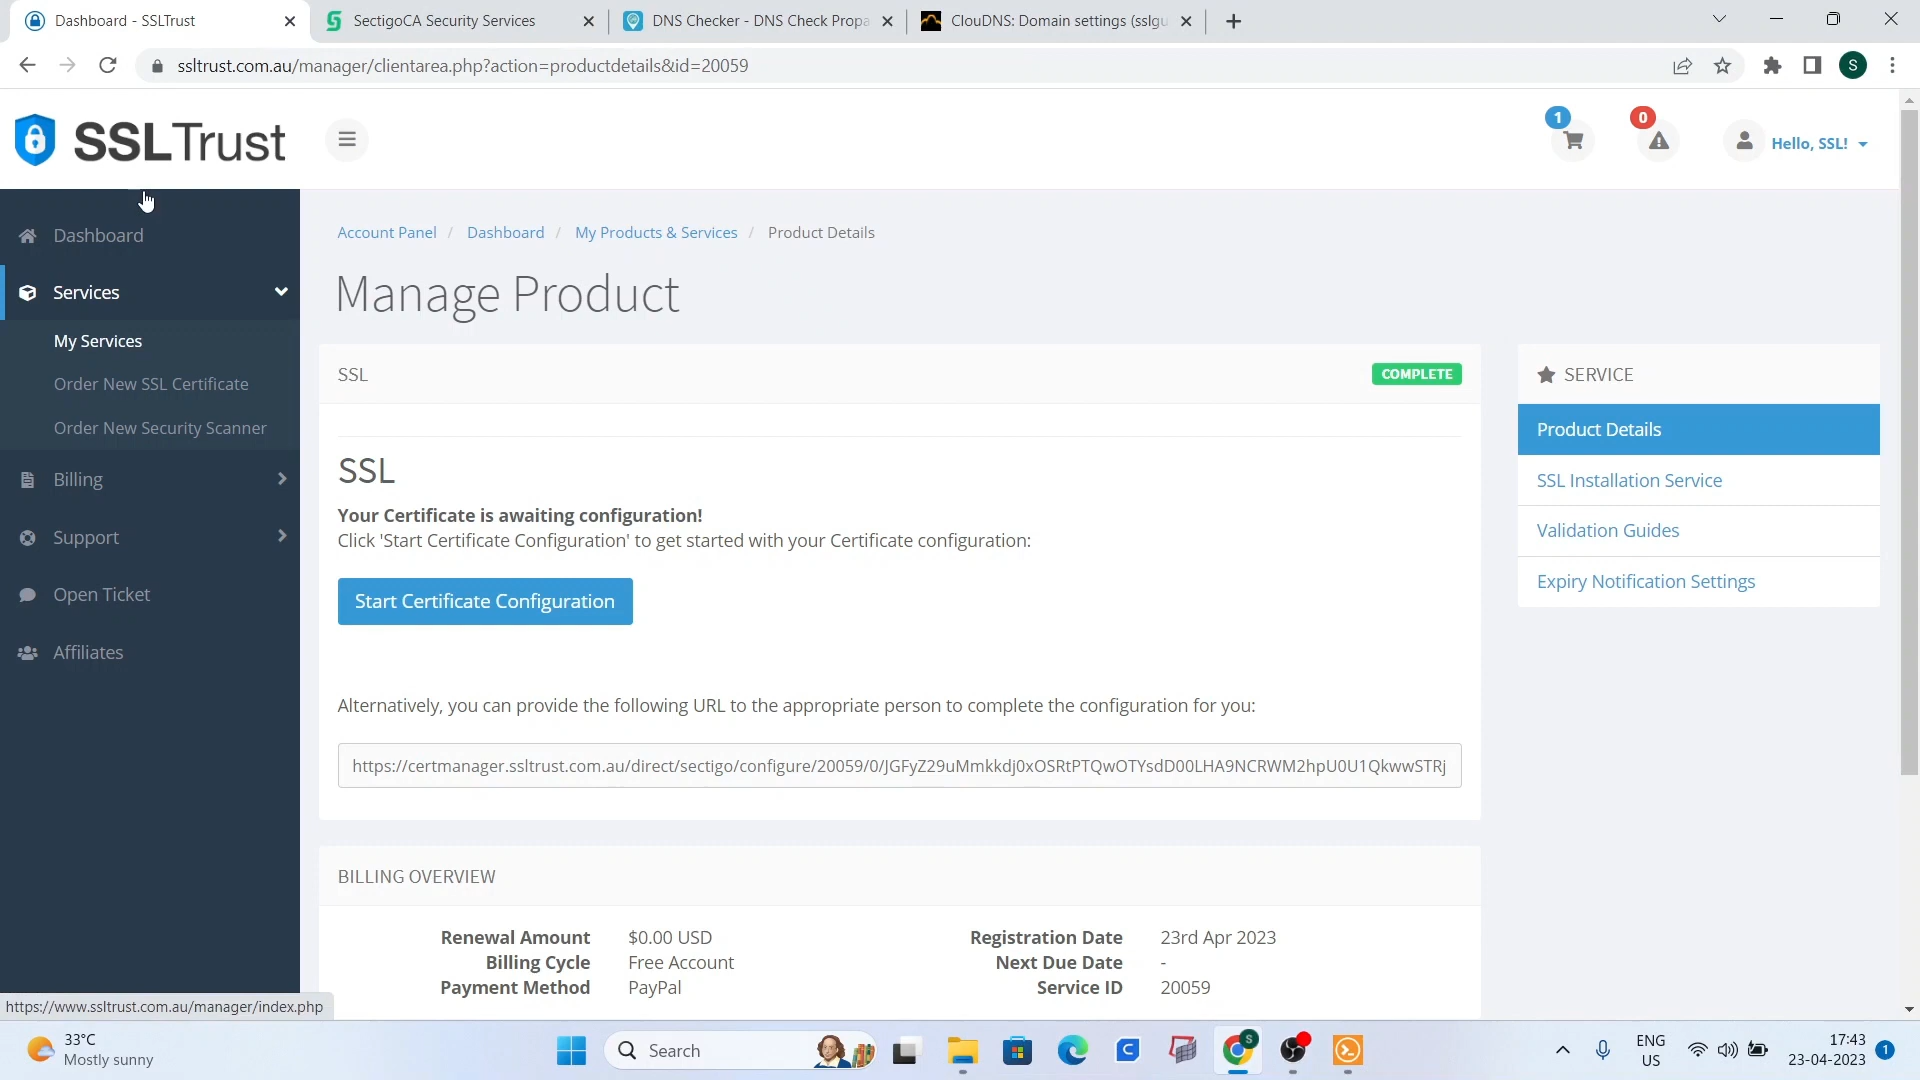 Dashboard - SSLTrust
SectigoCA Security Services
DNS Checker - DNS Check Propa
ClouDNS: Domain settings (sslgu
ssltrust.com.au/manager/clientarea.php?action=productdetails&id=20059
S
SSLTrust
1
0
Hello, SSL!
Dashboard
Services
My Services
Order New SSL Certificate
Order New Security Scanner
Billing
Support
Open Ticket
Affiliates
Account Panel / Dashboard / My Products & Services / Product Details
Manage Product
SSL
COMPLETE
SSL
Your Certificate is awaiting configuration!
Click 'Start Certificate Configuration' to get started with your Certificate configuration:
Start Certificate Configuration
Alternatively, you can provide the following URL to the appropriate person to complete the configuration for you:
https://certmanager.ssltrust.com.au/direct/sectigo/configure/20059/0/JGFyZ29uMmkkdj0xOSRtPTQwOTYsdD00LHA9NCRWM2hpU0U1QkwwSTRj
SERVICE
Product Details
SSL Installation Service
Validation Guides
Expiry Notification Settings
BILLING OVERVIEW
Renewal Amount $0.00 USD
Billing Cycle Free Account
Payment Method PayPal
Registration Date 23rd Apr 2023
Next Due Date -
Service ID 20059
https://www.ssltrust.com.au/manager/index.php
33°C
Mostly sunny
Search
S
ENG
US
17:43
23-04-2023
1